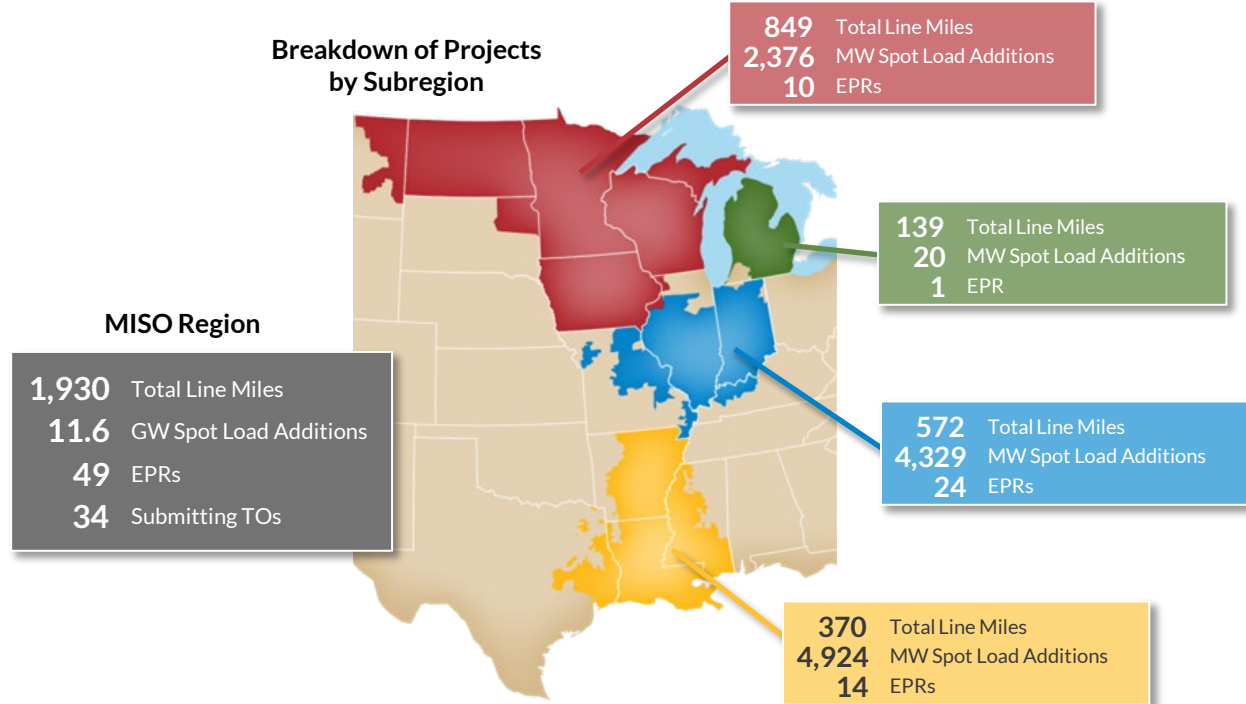 Breakdown of Projects
by Subregion
849 Total Line Miles
2,376 MW Spot Load Additions
10 EPRs
139 Total Line Miles
20 MW Spot Load Additions
1 EPR
MISO Region
1,930 Total Line Miles
11.6 GW Spot Load Additions
49 EPRs
34 Submitting TOs
572 Total Line Miles
4,329 MW Spot Load Additions
24 EPRs
370 Total Line Miles
4,924 MW Spot Load Additions
14 EPRs